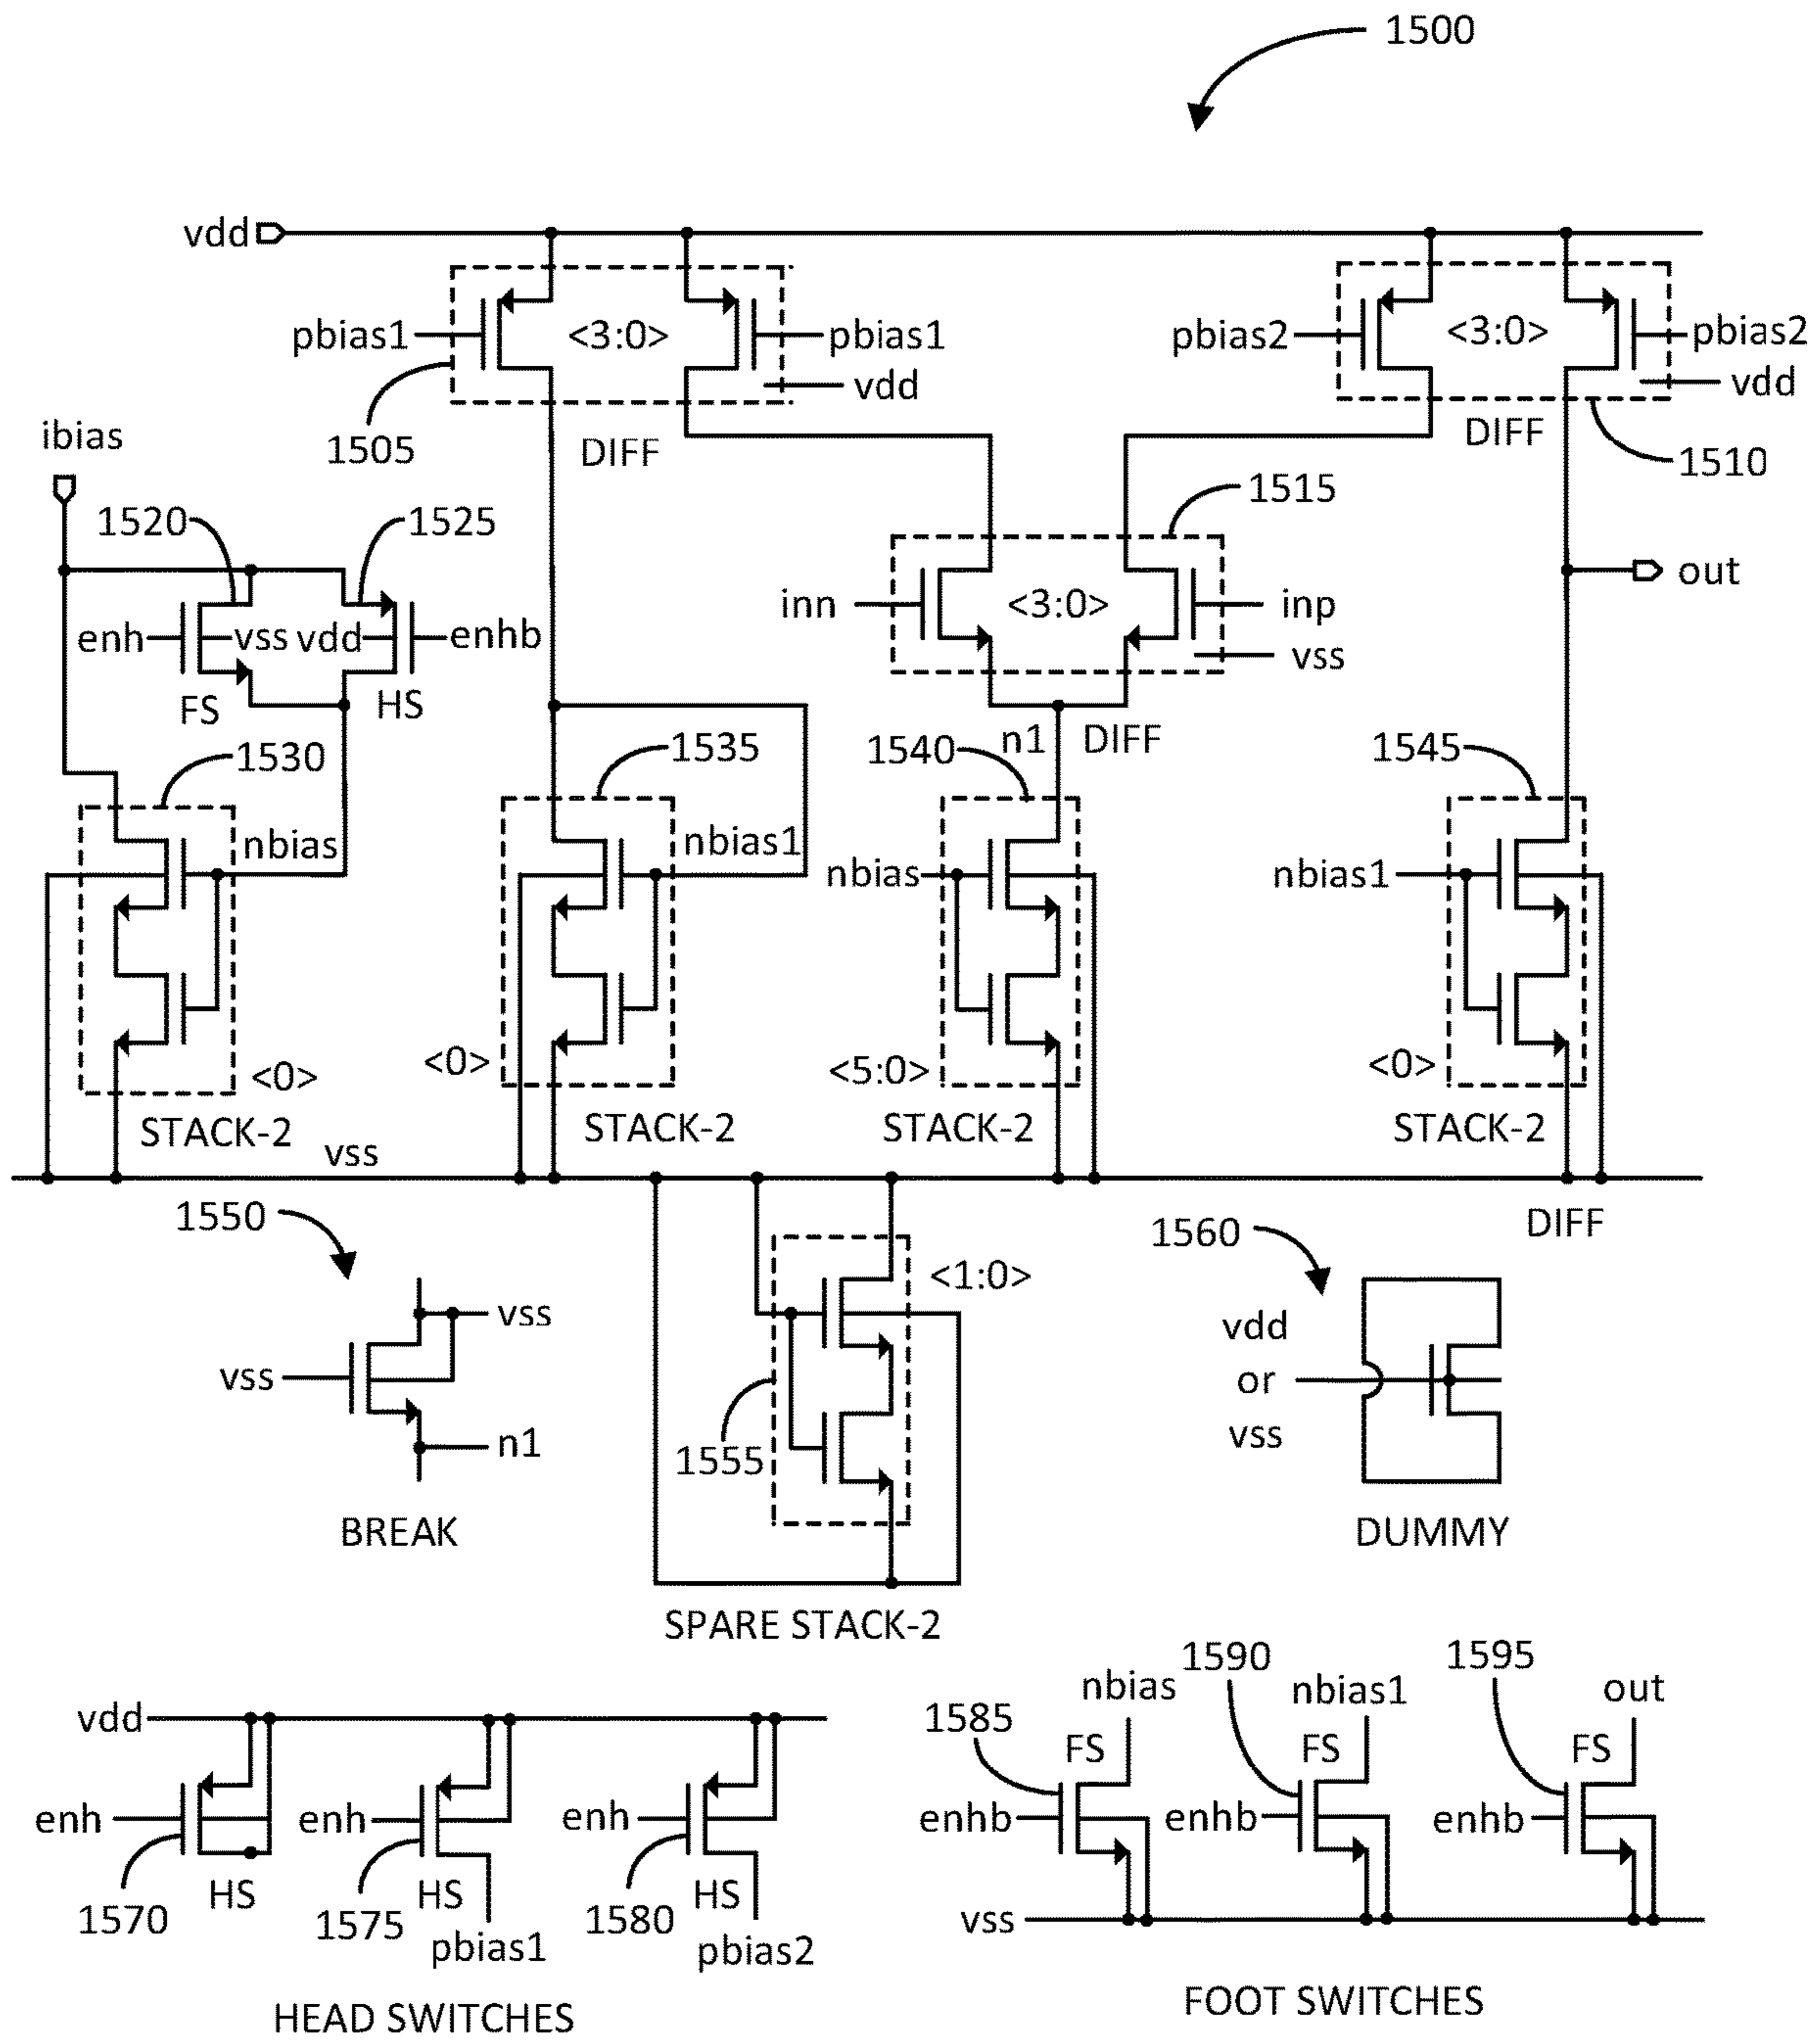 1500
vdd
pbias1
<3:0>
pbias1
vdd
1505
DIFF
pbias2
<3:0>
pbias2
vdd
DIFF
1510
ibias
1520
1525
enh
vss
vdd
enhb
FS
HS
1515
inn
<3:0>
inp
vss
n1
DIFF
out
1530
nbias
<0>
STACK-2
1535
nbias1
<0>
STACK-2
1540
nbias
<5:0>
STACK-2
1545
nbias1
<0>
STACK-2
vss
DIFF
1550
vss
vss
n1
BREAK
<1:0>
1555
SPARE STACK-2
1560
vdd
or
vss
DUMMY
vdd
enh
1570
HS
enh
1575
HS
pbias1
enh
1580
HS
pbias2
HEAD SWITCHES
nbias
1585
FS
enhb
1590
nbias1
FS
enhb
1595
out
FS
enhb
vss
FOOT SWITCHES